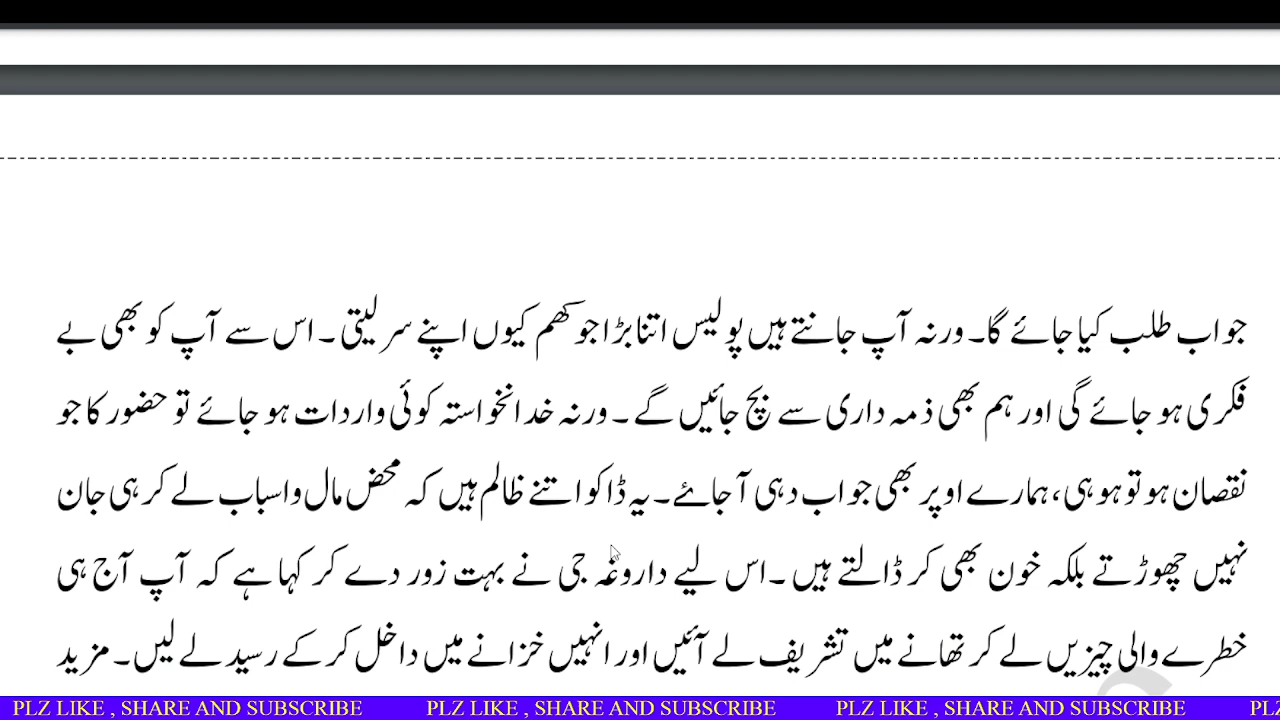 جواب طلب کیا جائے گا۔ ورنہ آپ جانتے ہیں پولیس اتنا بڑا جوکھم کیوں اپنے سر لیتی۔ اس سے آپ کو بھی بے
فکری ہو جائے گی اور ہم بھی ذمہ داری سے بچ جائیں گے۔ ورنہ خدانخواستہ کوئی واردات ہو جائے تو حضور کا جو
نقصان ہو تو ہو ہی، ہمارے اوپر بھی جواب دہی آ جائے۔ یہ ڈاکو اتنے ظالم ہیں کہ محض مال و اسباب لے کر ہی جان
نہیں چھوڑتے بلکہ خون بھی کر ڈالتے ہیں۔ اس لیے داروغہ جی نے بہت زور دے کر کہا ہے کہ آپ آج ہی
خطرے والی چیزیں لے کر تھانے میں تشریف لے آئیں اور انہیں خزانے میں داخل کر کے رسید لے لیں۔ مزید
PLZ LIKE , SHARE AND SUBSCRIBE PLZ LIKE , SHARE AND SUBSCRIBE PLZ LIKE , SHARE AND SUBSCRIBE PLZ